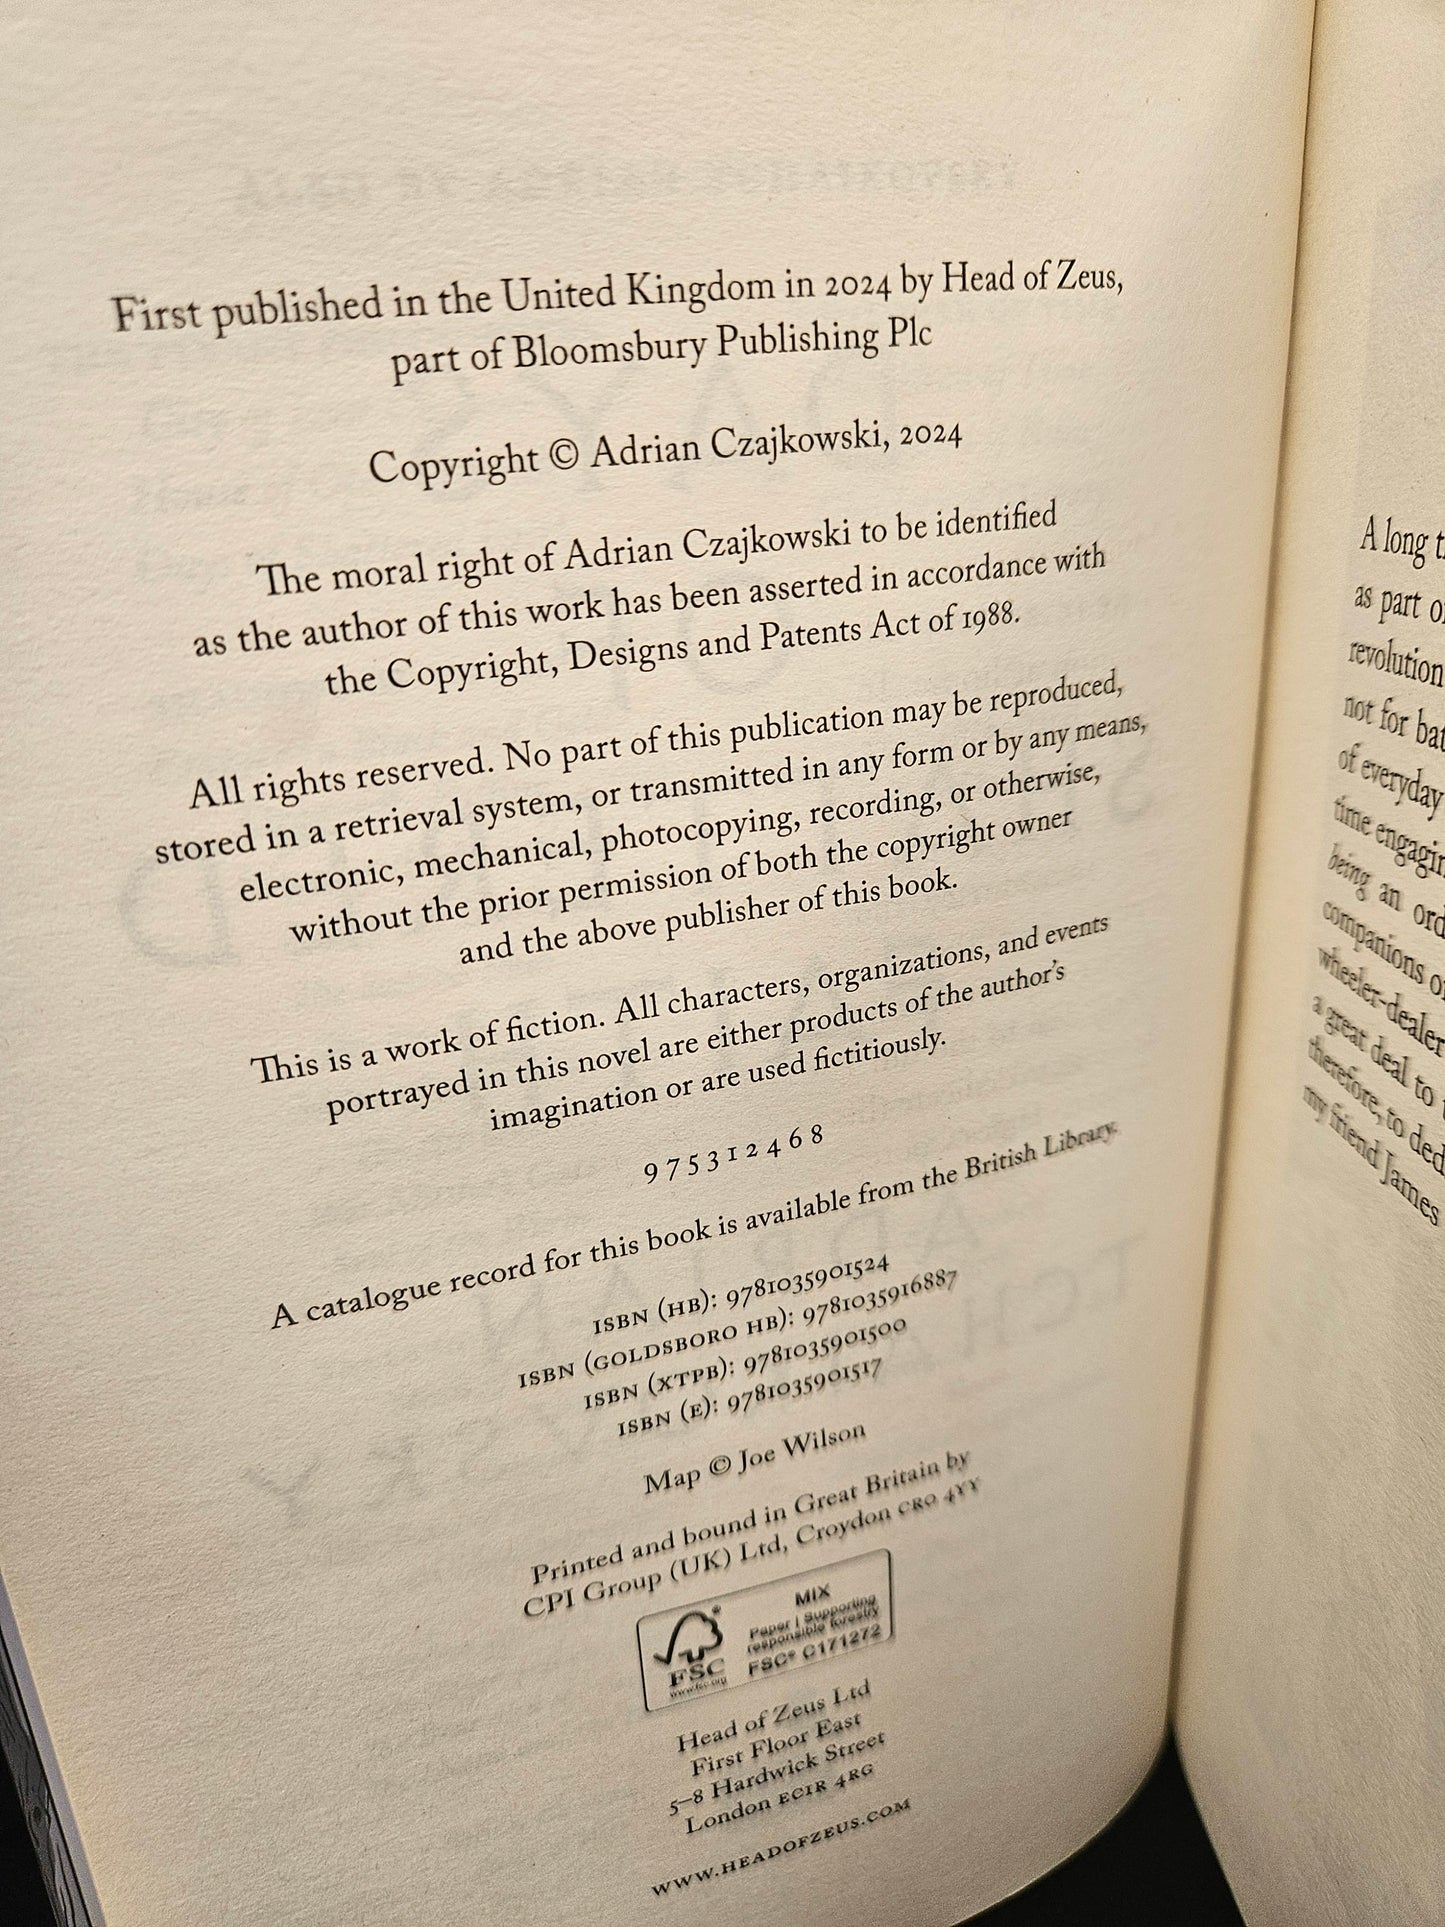 First published in the United Kingdom in 2024 by Head of Zeus,
part of Bloomsbury Publishing Plc
Copyright © Adrian Czajkowski, 2024
The moral right of Adrian Czajkowski to be identified
as the author of this work has been asserted in accordance with
the Copyright, Designs and Patents Act of 1988.
All rights reserved. No part of this publication may be reproduced,
stored in a retrieval system, or transmitted in any form or by any means,
electronic, mechanical, photocopying, recording, or otherwise,
without the prior permission of both the copyright owner
and the above publisher of this book.
This is a work of fiction. All characters, organizations, and events
portrayed in this novel are either products of the author's
imagination or are used fictitiously.
9 7 5 3 1 2 4 6 8
A catalogue record for this book is available from the British Library.
ISBN (HB): 9781035901524
ISBN (GOLDSBORO HB): 9781035916887
ISBN (XTPB): 9781035901500
ISBN (E): 9781035901517
Map © Joe Wilson
Printed and bound in Great Britain by
CPI Group (UK) Ltd, Croydon CR0 4YY
FSC
www.fsc.org
MIX
Paper | Supporting
responsible forestry
FSC® C171272
Head of Zeus Ltd
First Floor East
5–8 Hardwick Street
London EC1R 4RG
WWW.HEADOFZEUS.COM
A long
as part
revolution
not for
of everyday
time
being an
companions
wheeler-dealer
a great deal to
therefore, to
my friend James